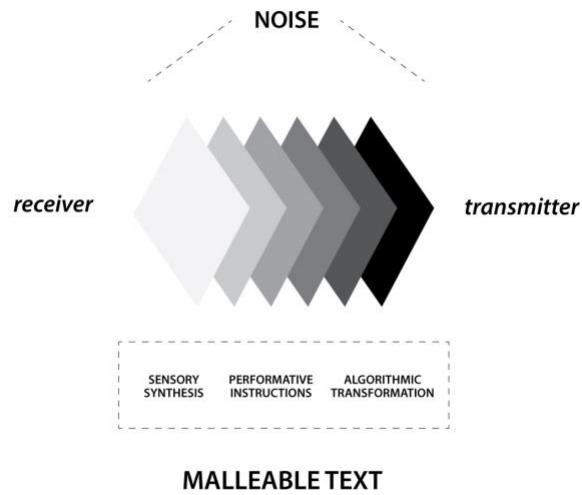 NOISE
receiver
transmitter
SENSORY
SYNTHESIS
PERFORMATIVE
INSTRUCTIONS
ALGORITHMIC
TRANSFORMATION
MALLEABLE TEXT